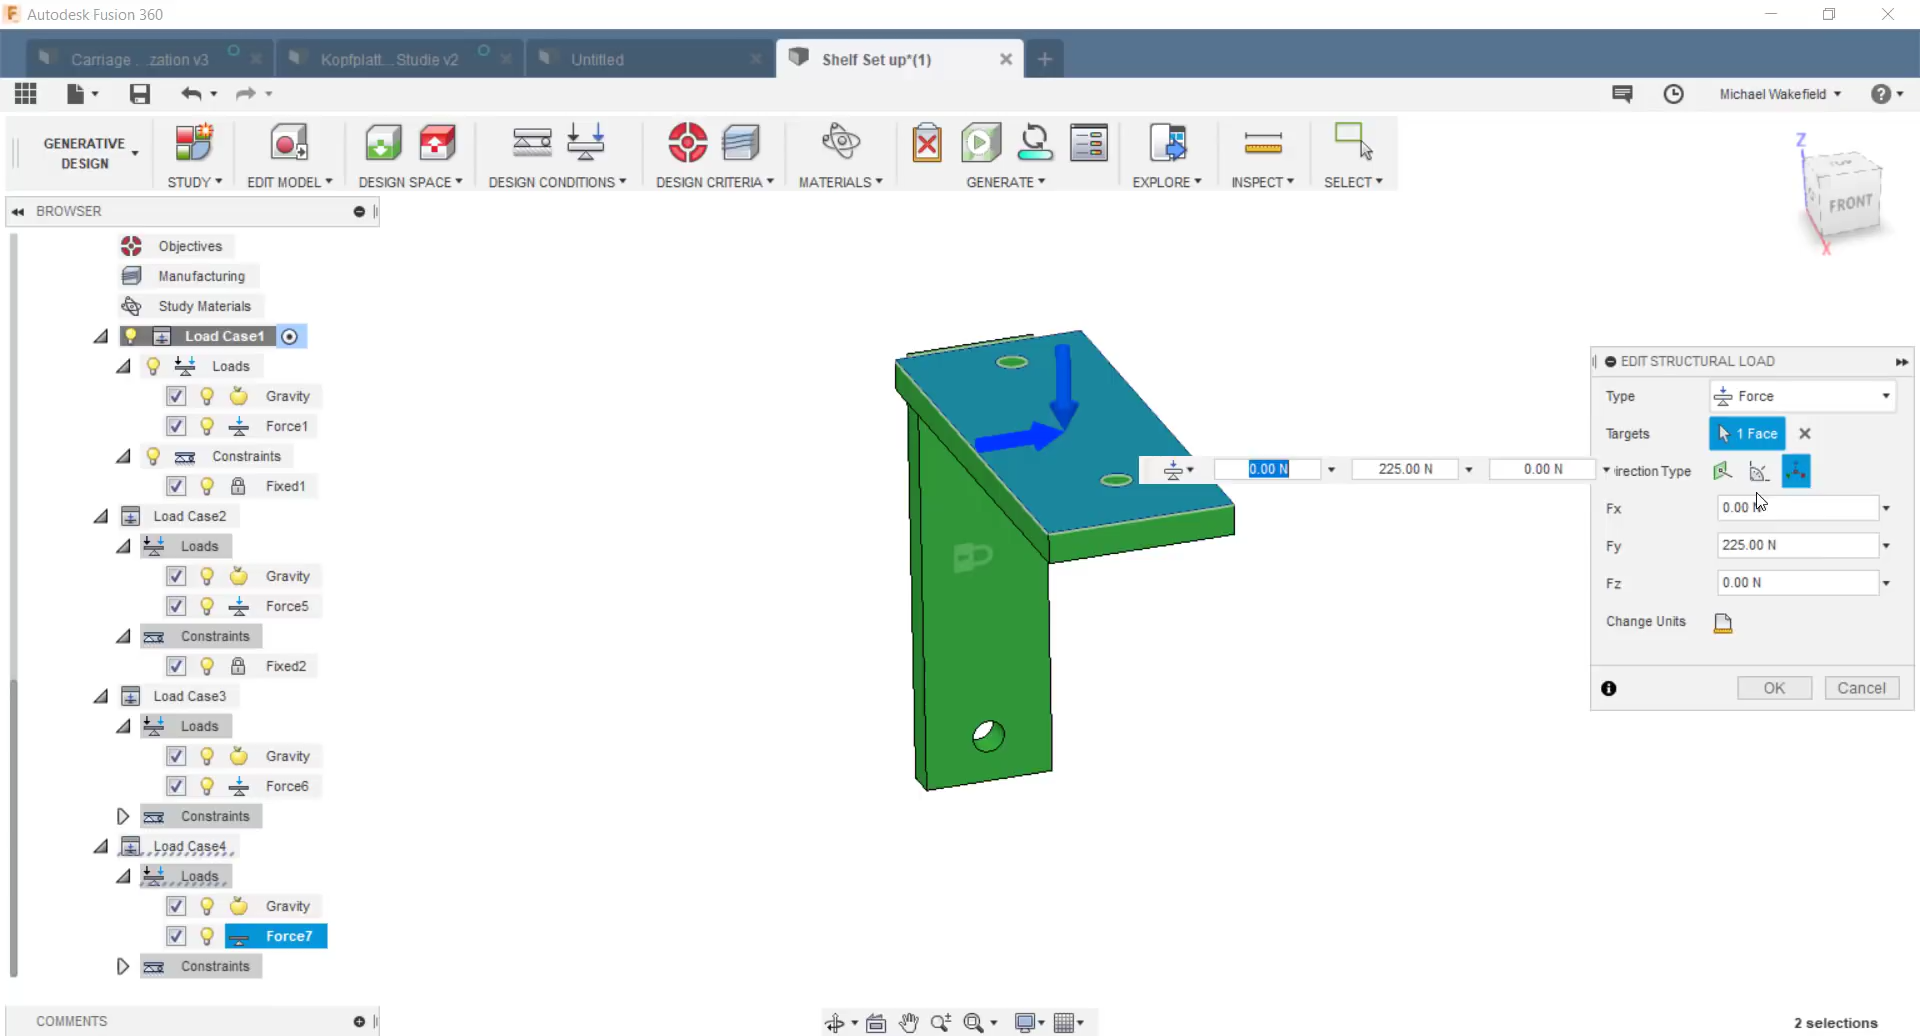 Autodesk Fusion 360
Carriage ...zation v3
Kopfplatt... Studie v2
Untitled
Shelf Set up*(1)
Michael Wakefield
GENERATIVE DESIGN
STUDY
EDIT MODEL
DESIGN SPACE
DESIGN CONDITIONS
DESIGN CRITERIA
MATERIALS
GENERATE
EXPLORE
INSPECT
SELECT
Z
TOP
FRONT
X
BROWSER
Objectives
Manufacturing
Study Materials
Load Case1
Loads
Gravity
Force1
Constraints
Fixed1
Load Case2
Loads
Gravity
Force5
Constraints
Fixed2
Load Case3
Loads
Gravity
Force6
Constraints
Load Case4
Loads
Gravity
Force7
Constraints
0.00 N
225.00 N
0.00 N
EDIT STRUCTURAL LOAD
Type
Force
Targets
1 Face
irection Type
Fx
0.00 N
Fy
225.00 N
Fz
0.00 N
Change Units
OK
Cancel
COMMENTS
2 selections